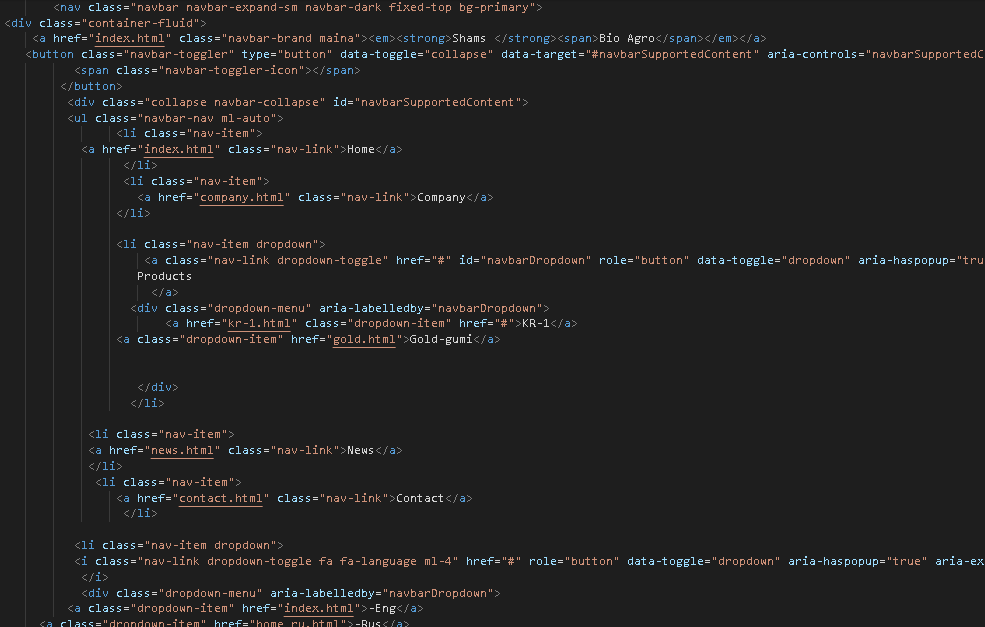 <nav class="navbar navbar-expand-sm navbar-dark fixed-top bg-primary">
<div class="container-fluid">
<a href="index.html" class="navbar-brand maina"><em><strong>Shams </strong><span>Bio Agro</span></em></a>
<button class="navbar-toggler" type="button" data-toggle="collapse" data-target="#navbarSupportedContent" aria-controls="navbarSupportedC
<span class="navbar-toggler-icon"></span>
</button>
<div class="collapse navbar-collapse" id="navbarSupportedContent">
<ul class="navbar-nav ml-auto">
<li class="nav-item">
<a href="index.html" class="nav-link">Home</a>
</li>
<li class="nav-item">
<a href="company.html" class="nav-link">Company</a>
</li>
<li class="nav-item dropdown">
<a class="nav-link dropdown-toggle" href="#" id="navbarDropdown" role="button" data-toggle="dropdown" aria-haspopup="tru
Products
</a>
<div class="dropdown-menu" aria-labelledby="navbarDropdown">
<a href="kr-1.html" class="dropdown-item" href="#">KR-1</a>
<a class="dropdown-item" href="gold.html">Gold-gumi</a>
</div>
</li>
<li class="nav-item">
<a href="news.html" class="nav-link">News</a>
</li>
<li class="nav-item">
<a href="contact.html" class="nav-link">Contact</a>
</li>
<li class="nav-item dropdown">
<i class="nav-link dropdown-toggle fa fa-language ml-4" href="#" role="button" data-toggle="dropdown" aria-haspopup="true" aria-ex
</i>
<div class="dropdown-menu" aria-labelledby="navbarDropdown">
<a class="dropdown-item" href="index.html">-Eng</a>
<a class="dropdown-item" href="home_ru.html">-Rus</a>